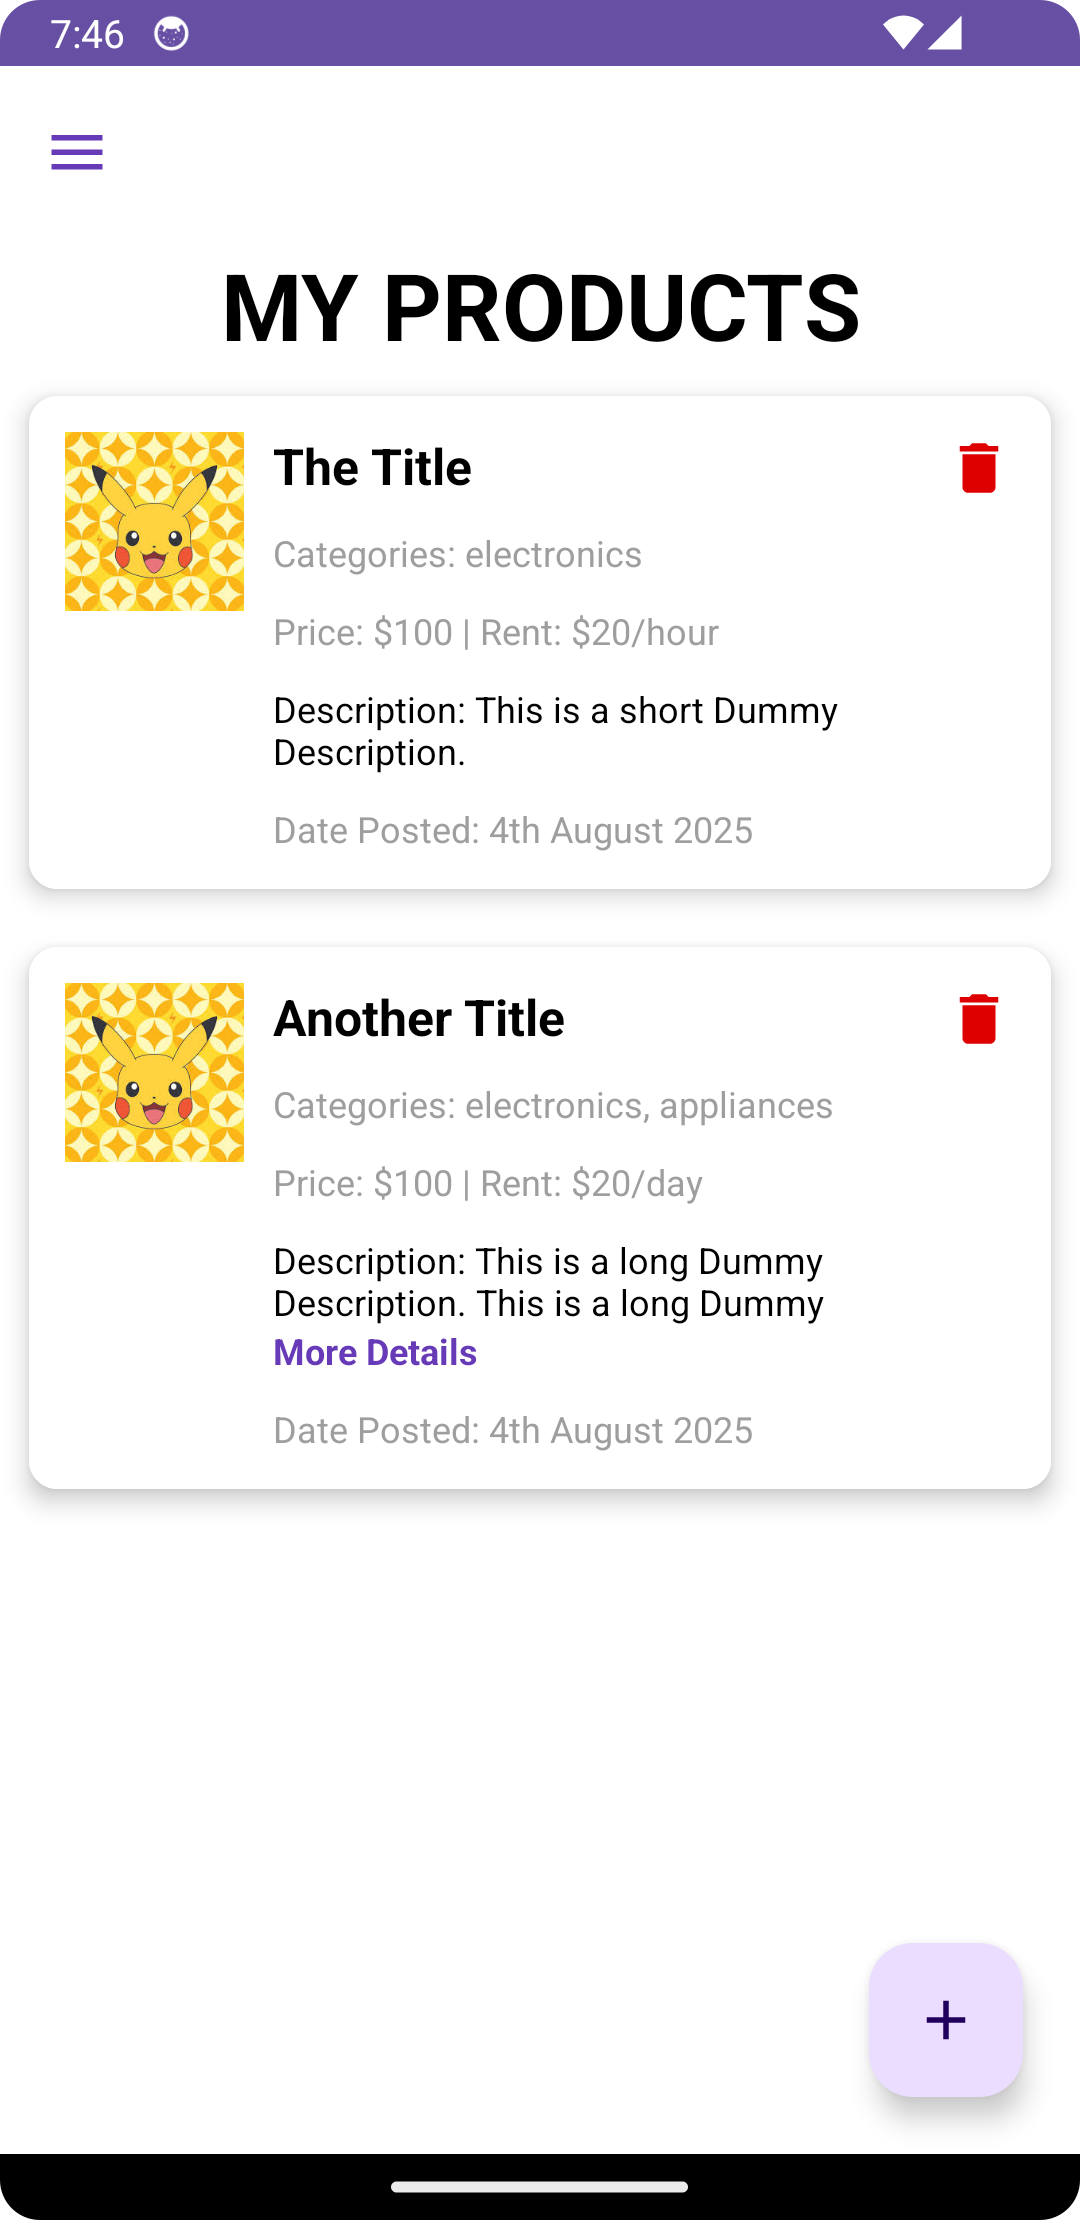 7:46
MY PRODUCTS
The Title
Categories: electronics
Price: $100 | Rent: $20/hour
Description: This is a short Dummy
Description.
Date Posted: 4th August 2025
Another Title
Categories: electronics, appliances
Price: $100 | Rent: $20/day
Description: This is a long Dummy
Description. This is a long Dummy
More Details
Date Posted: 4th August 2025